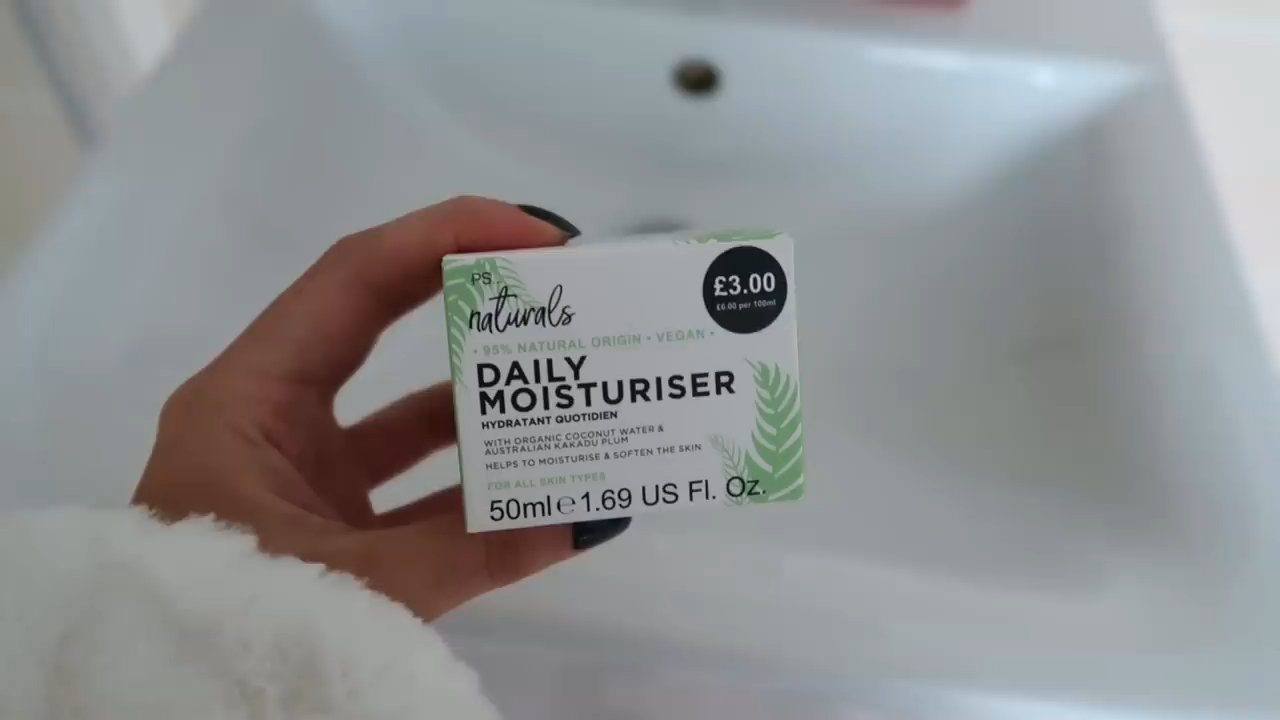 PS...
naturals
£3.00
£6.00 per 100ml
• 95% NATURAL ORIGIN • VEGAN •
DAILY
MOISTURISER
HYDRATANT QUOTIDIEN
WITH ORGANIC COCONUT WATER &
AUSTRALIAN KAKADU PLUM
HELPS TO MOISTURISE & SOFTEN THE SKIN
FOR ALL SKIN TYPES
50ml℮1.69 US Fl. Oz.